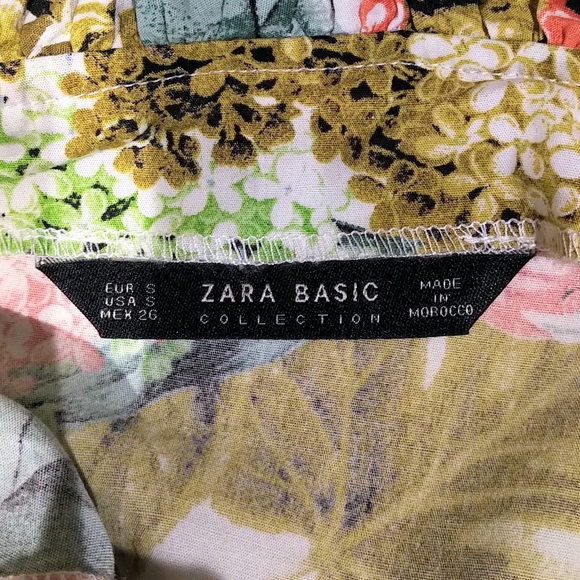 EUR S
USA S
MEX 26
ZARA BASIC
COLLECTION
MADE
IN
MOROCCO